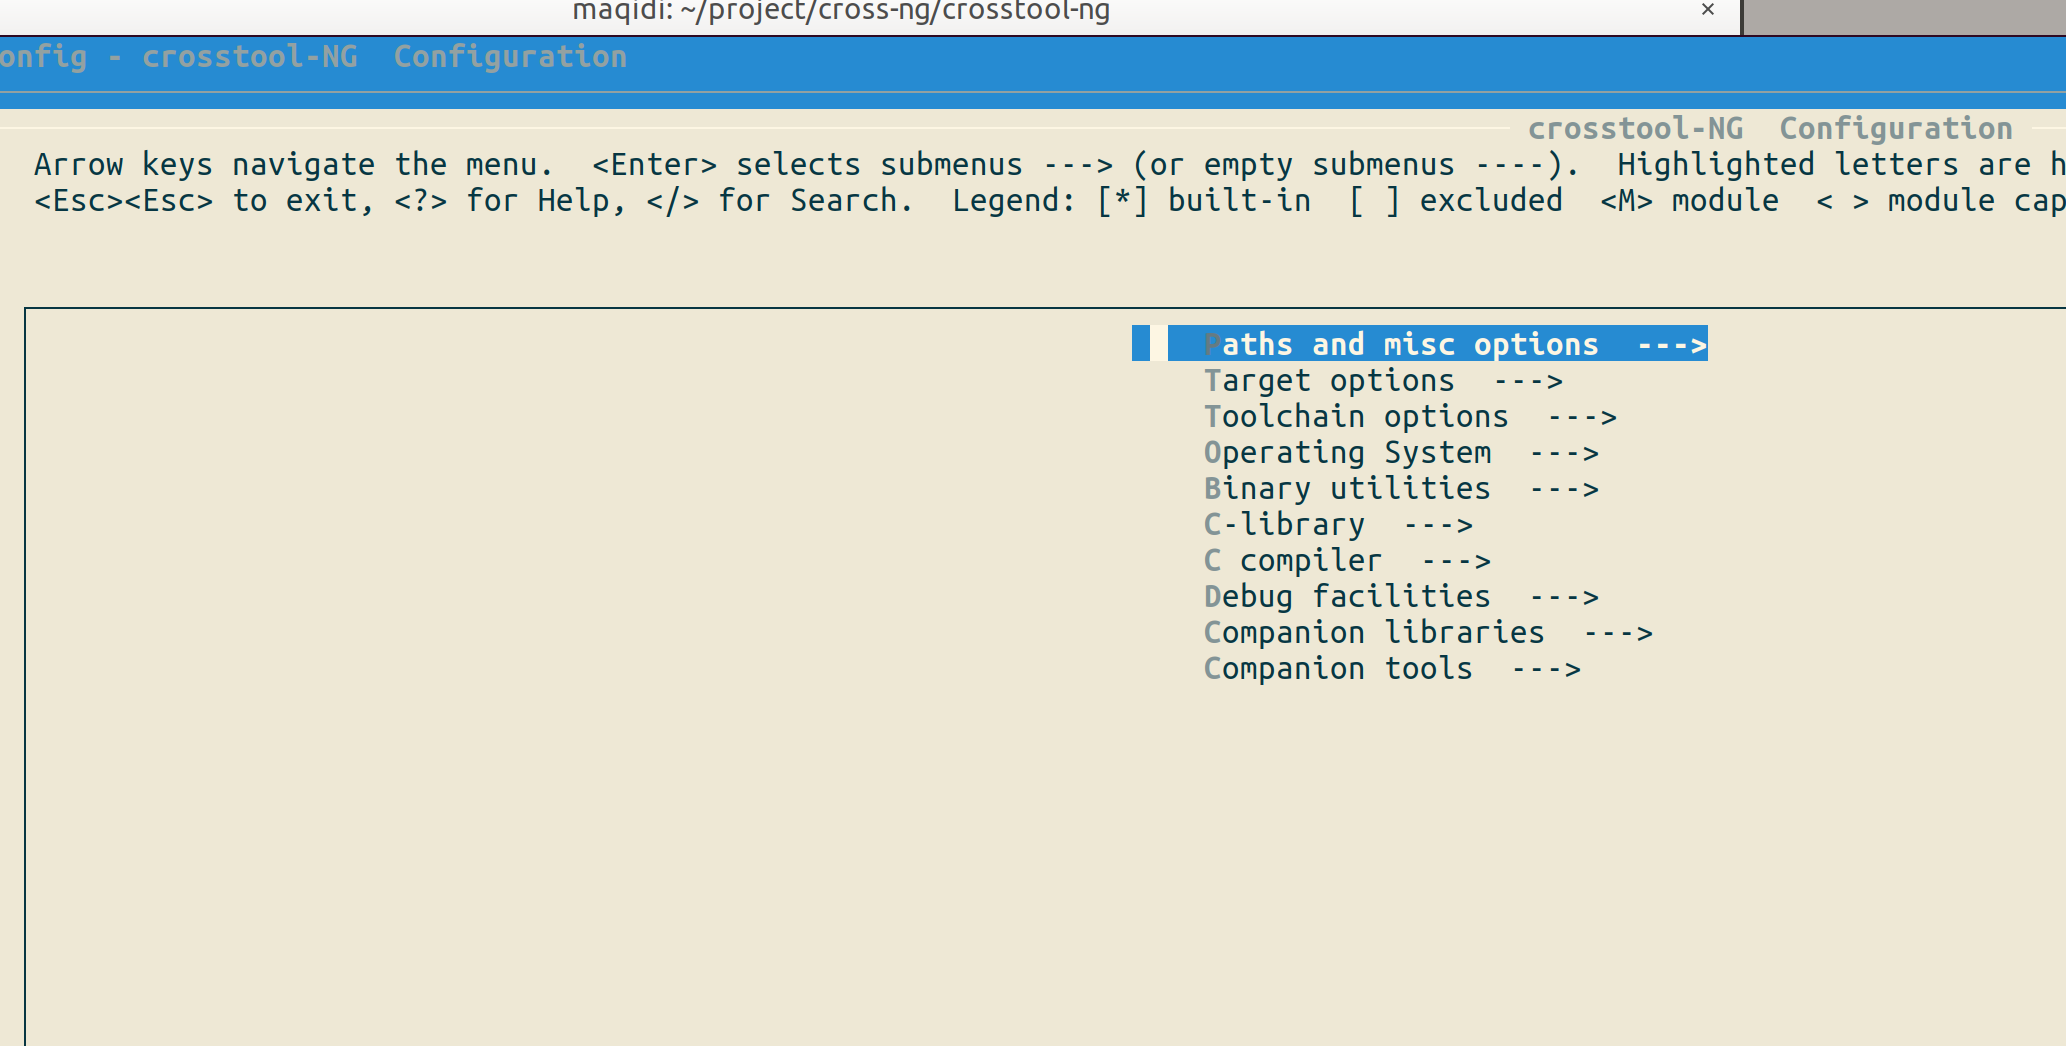 maqidi: ~/project/cross-ng/crosstool-ng ×
onfig - crosstool-NG  Configuration
crosstool-NG  Configuration
Arrow keys navigate the menu.  <Enter> selects submenus ---> (or empty submenus ----).  Highlighted letters are h
<Esc><Esc> to exit, <?> for Help, </> for Search.  Legend: [*] built-in  [ ] excluded  <M> module  < > module cap
Paths and misc options  --->
Target options  --->
Toolchain options  --->
Operating System  --->
Binary utilities  --->
C-library  --->
C compiler  --->
Debug facilities  --->
Companion libraries  --->
Companion tools  --->